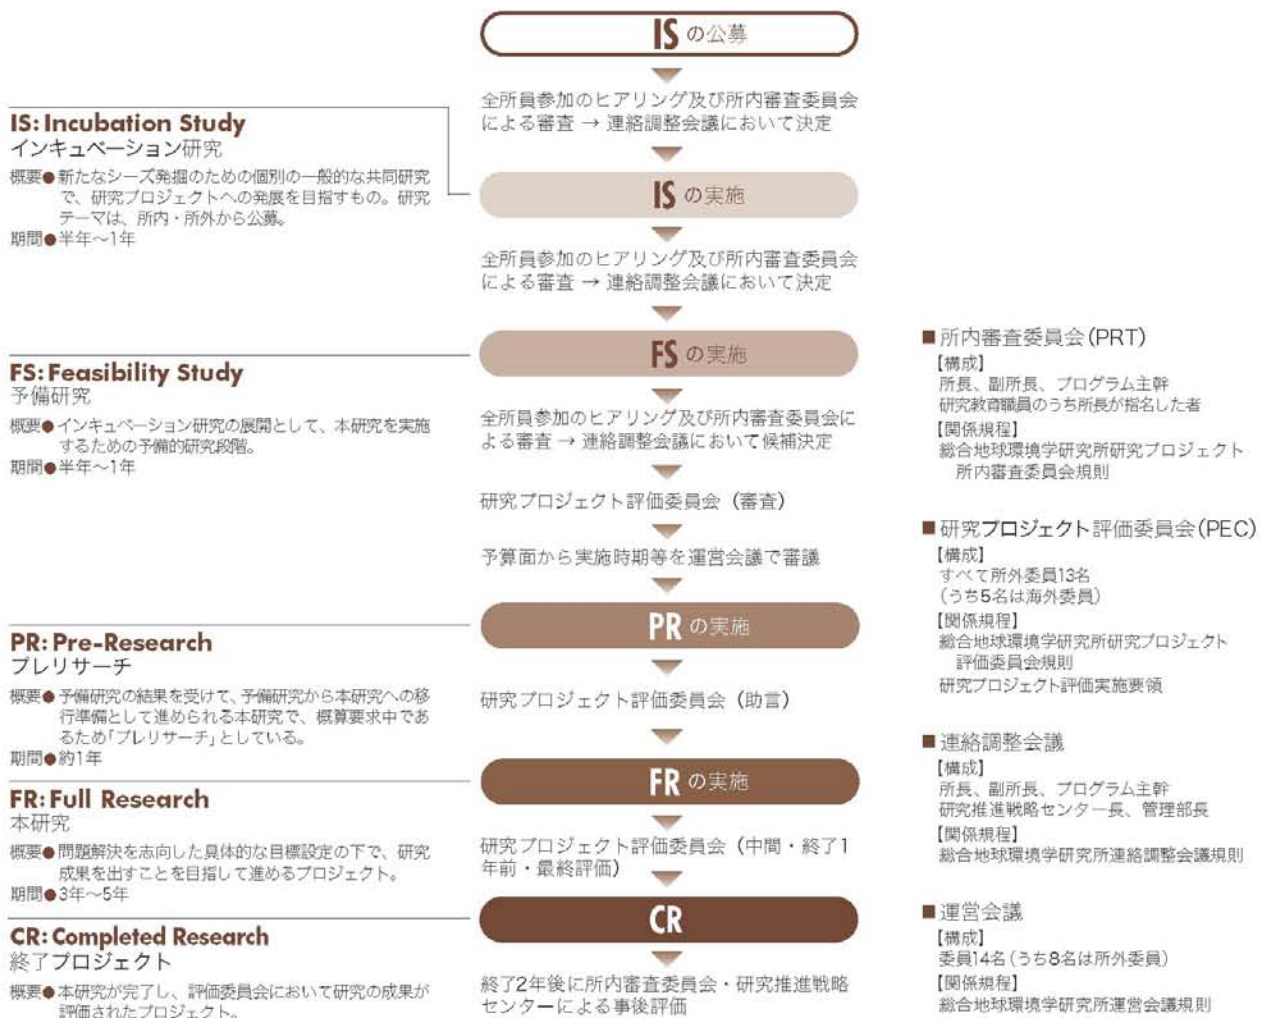 IS の公募
全所員参加のヒアリング及び所内審査委員会
による審査 → 連絡調整会議において決定
IS: Incubation Study
インキュベーション研究
概要●新たなシーズ発掘のための個別の一般的な共同研究
で、研究プロジェクトへの発展を目指すもの。研究
テーマは、所内・所外から公募。
期間●半年～1年
IS の実施
全所員参加のヒアリング及び所内審査委員会
による審査 → 連絡調整会議において決定
FS: Feasibility Study
予備研究
概要●インキュベーション研究の展開として、本研究を実施
するための予備的研究段階。
期間●半年～1年
FS の実施
全所員参加のヒアリング及び所内審査委員会に
よる審査 → 連絡調整会議において候補決定
研究プロジェクト評価委員会（審査）
予算面から実施時期等を運営会議で審議
PR: Pre-Research
プレリサーチ
概要●予備研究の結果を受けて、予備研究から本研究への移
行準備として進められる本研究で、概算要求中であ
るため「プレリサーチ」としている。
期間●約1年
PR の実施
研究プロジェクト評価委員会（助言）
FR: Full Research
本研究
概要●問題解決を志向した具体的な目標設定の下で、研究
成果を出すことを目指して進めるプロジェクト。
期間●3年～5年
FR の実施
研究プロジェクト評価委員会（中間・終了1
年前・最終評価）
CR: Completed Research
終了プロジェクト
概要●本研究が完了し、評価委員会において研究の成果が
評価されたプロジェクト。
CR
終了2年後に所内審査委員会・研究推進戦略
センターによる事後評価
■所内審査委員会(PRT)
【構成】
所長、副所長、プログラム主幹
研究教育職員のうち所長が指名した者
【関係規程】
総合地球環境学研究所研究プロジェクト
所内審査委員会規則
■研究プロジェクト評価委員会(PEC)
【構成】
すべて所外委員13名
(うち5名は海外委員)
【関係規程】
総合地球環境学研究所研究プロジェクト
評価委員会規則
研究プロジェクト評価実施要領
■連絡調整会議
【構成】
所長、副所長、プログラム主幹
研究推進戦略センター長、管理部長
【関係規程】
総合地球環境学研究所連絡調整会議規則
■運営会議
【構成】
委員14名(うち8名は所外委員)
【関係規程】
総合地球環境学研究所運営会議規則